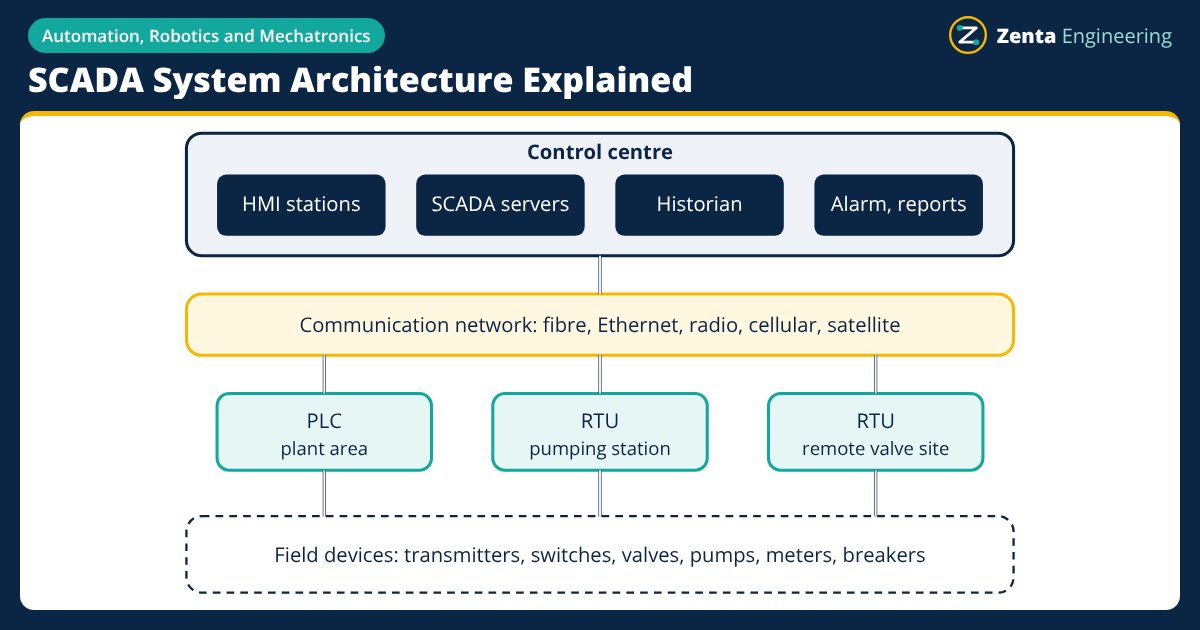 Automation, Robotics and Mechatronics
Zenta Engineering
SCADA System Architecture Explained
Control centre
HMI stations
SCADA servers
Historian
Alarm, reports
Communication network: fibre, Ethernet, radio, cellular, satellite
PLC
plant area
RTU
pumping station
RTU
remote valve site
Field devices: transmitters, switches, valves, pumps, meters, breakers